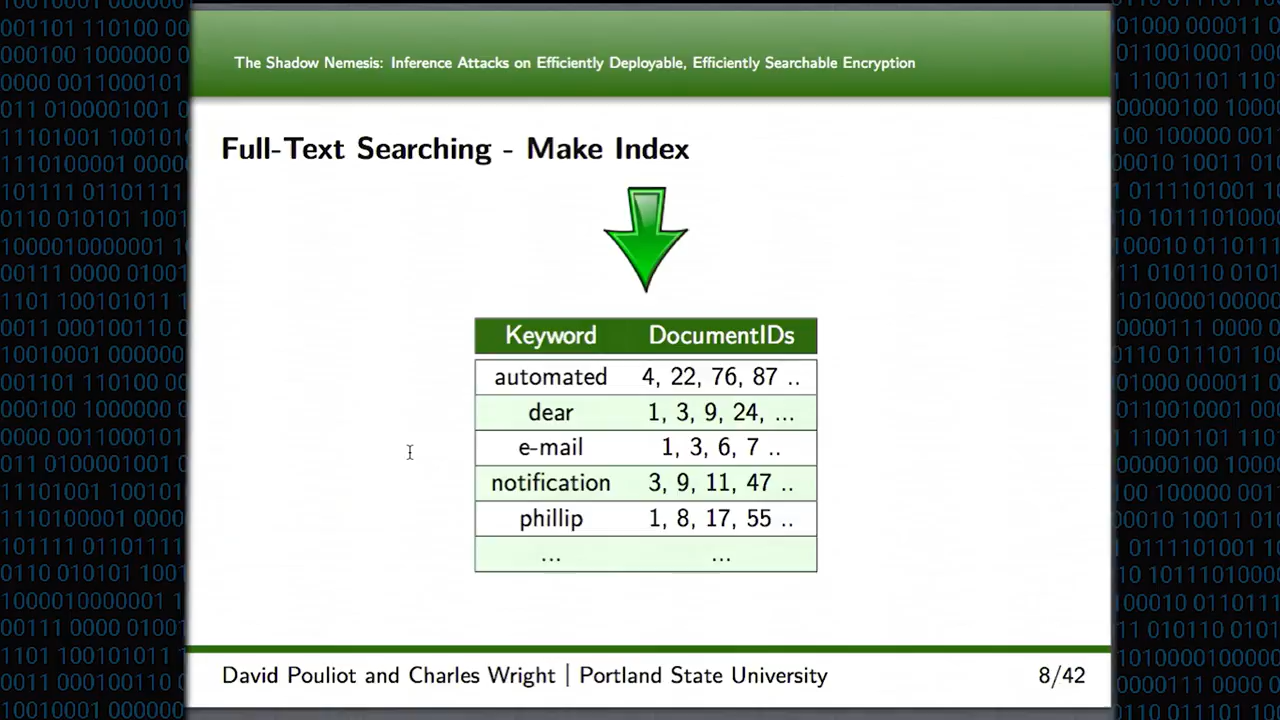 The Shadow Nemesis: Inference Attacks on Efficiently Deployable, Efficiently Searchable Encryption
Full-Text Searching - Make Index
Keyword DocumentIDs
automated 4, 22, 76, 87 ..
dear 1, 3, 9, 24, ...
e-mail 1, 3, 6, 7 ..
notification 3, 9, 11, 47 ..
phillip 1, 8, 17, 55 ..
... ...
David Pouliot and Charles Wright | Portland State University 8/42